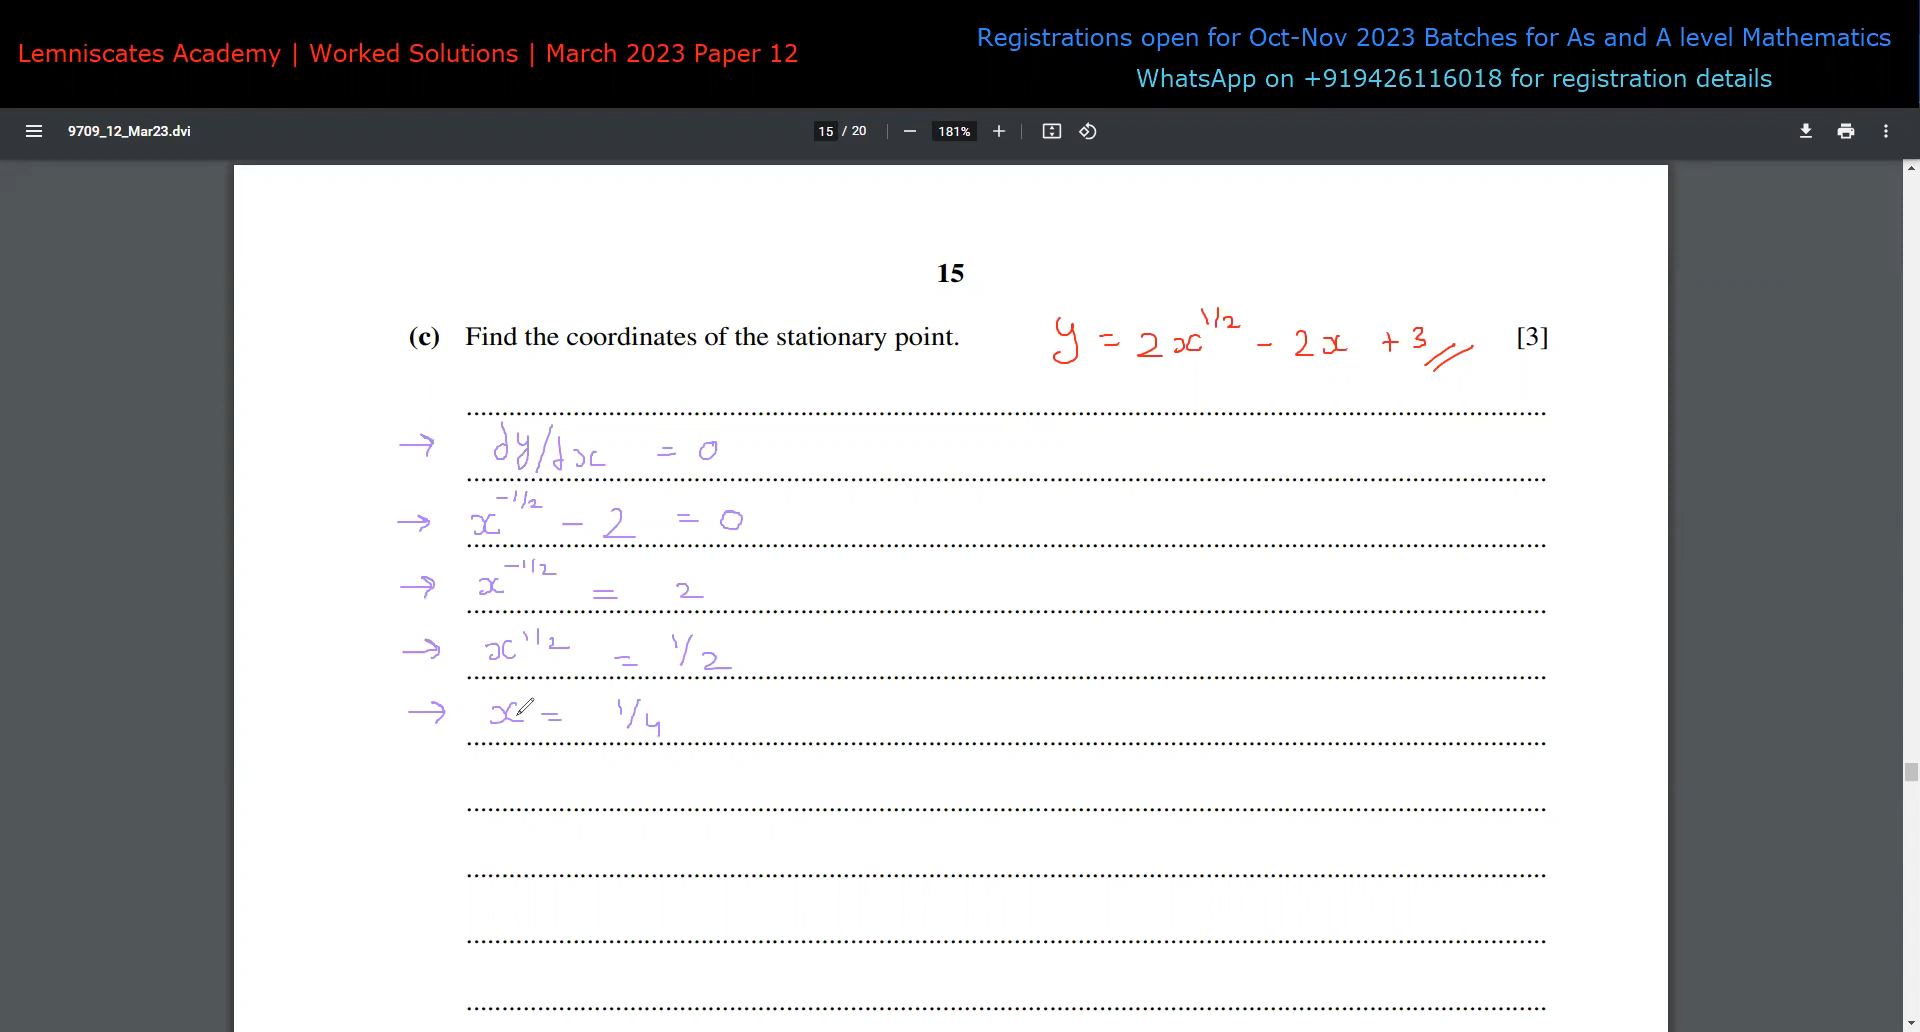 Lemniscates Academy | Worked Solutions | March 2023 Paper 12
Registrations open for Oct-Nov 2023 Batches for As and A level Mathematics
WhatsApp on +919426116018 for registration details
9709_12_Mar23.dvi
15 / 20
181%
15
(c) Find the coordinates of the stationary point. [3]
y = 2x^1/2 - 2x + 3
→ dy/dx = 0
→ x^-1/2 - 2 = 0
→ x^-1/2 = 2
→ x^1/2 = 1/2
→ x = 1/4